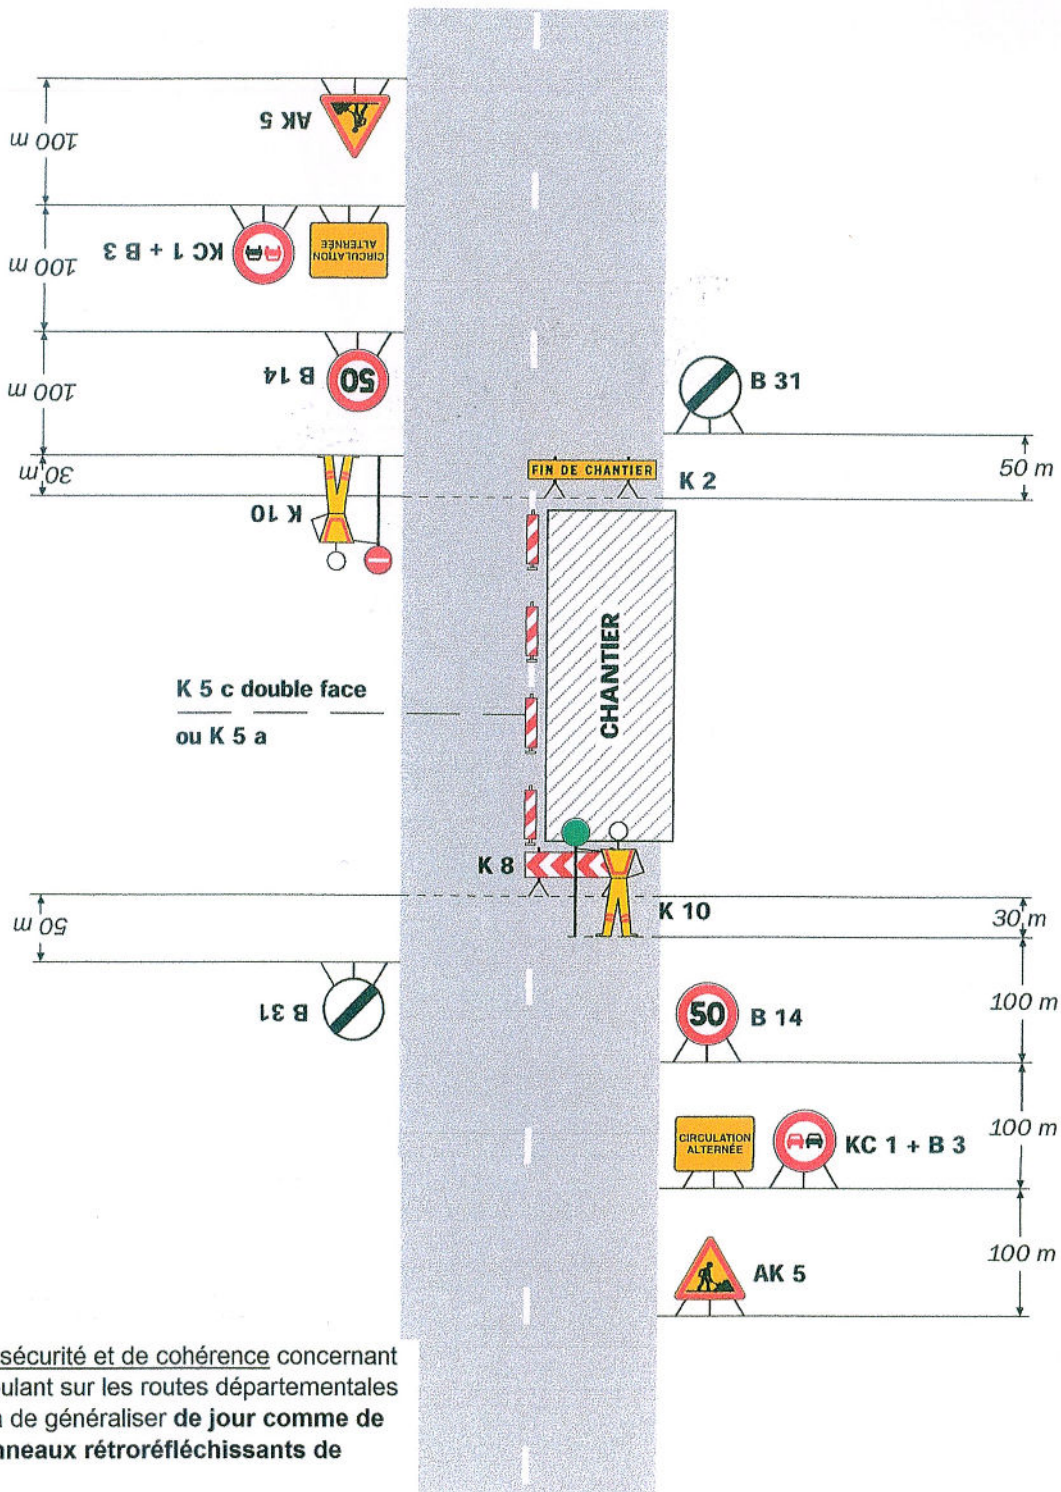 AK 5
100 m
KC 1 + B 3
CIRCULATION
ALTERNÉE
100 m
B 14
50
100 m
B 31
30 m
FIN DE CHANTIER
K 2
50 m
K 10
CHANTIER
K 5 c double face
ou K 5 a
K 8
K 10
30 m
50 m
B 31
50
B 14
100 m
CIRCULATION
ALTERNÉE
KC 1 + B 3
100 m
AK 5
100 m
sécurité et de cohérence concernant
ulant sur les routes départementales
de généraliser de jour comme de
nneaux rétroréfléchissants de